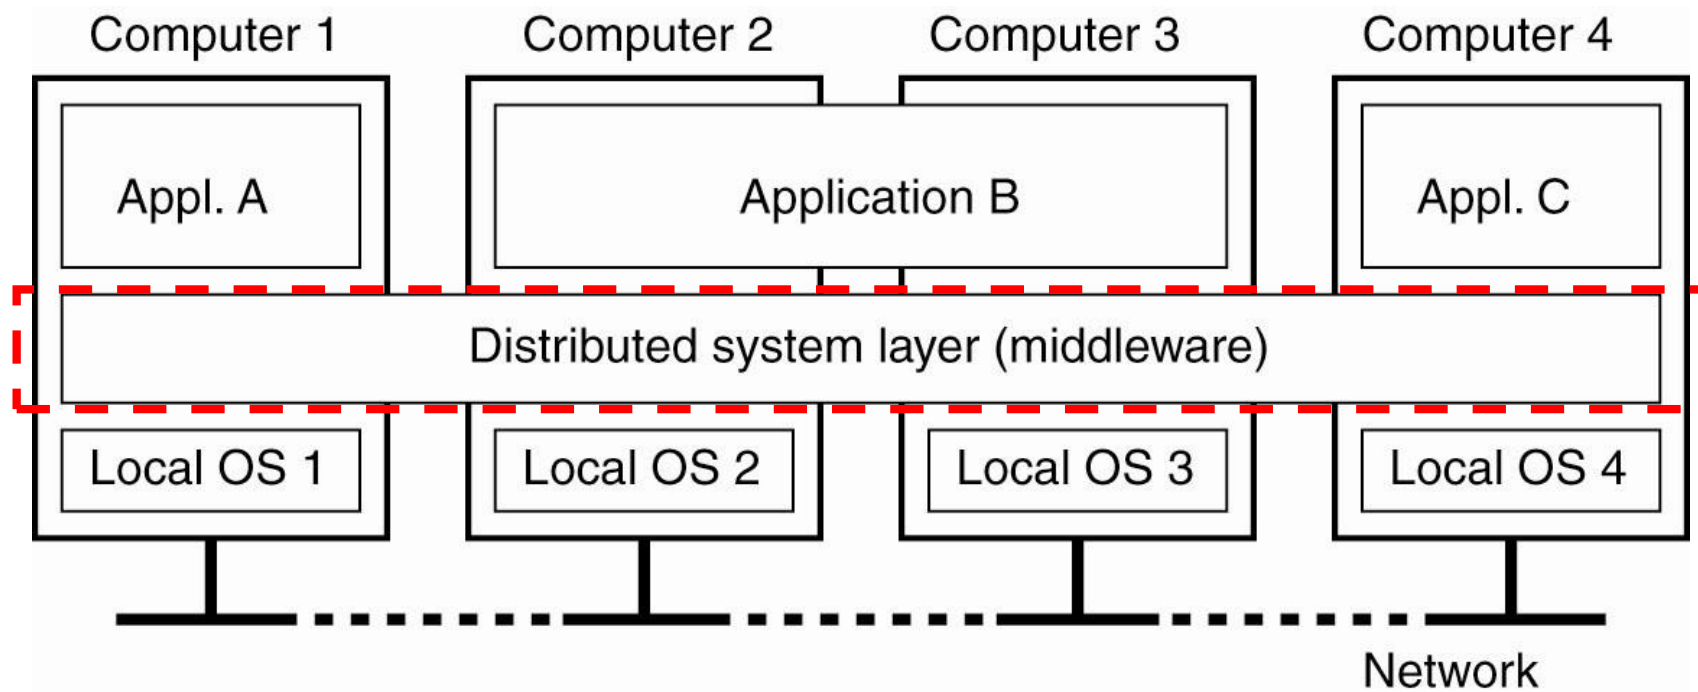 Computer 1
Computer 2
Computer 3
Computer 4
Appl. A
Application B
Appl. C
Distributed system layer (middleware)
Local OS 1
Local OS 2
Local OS 3
Local OS 4
Network